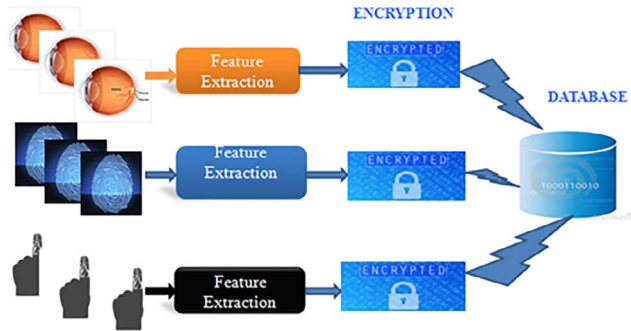 ENCRYPTION
Feature
Extraction
ENCRYPTED
DATABASE
Feature
Extraction
ENCRYPTED
1000110010
Feature
Extraction
ENCRYPTED